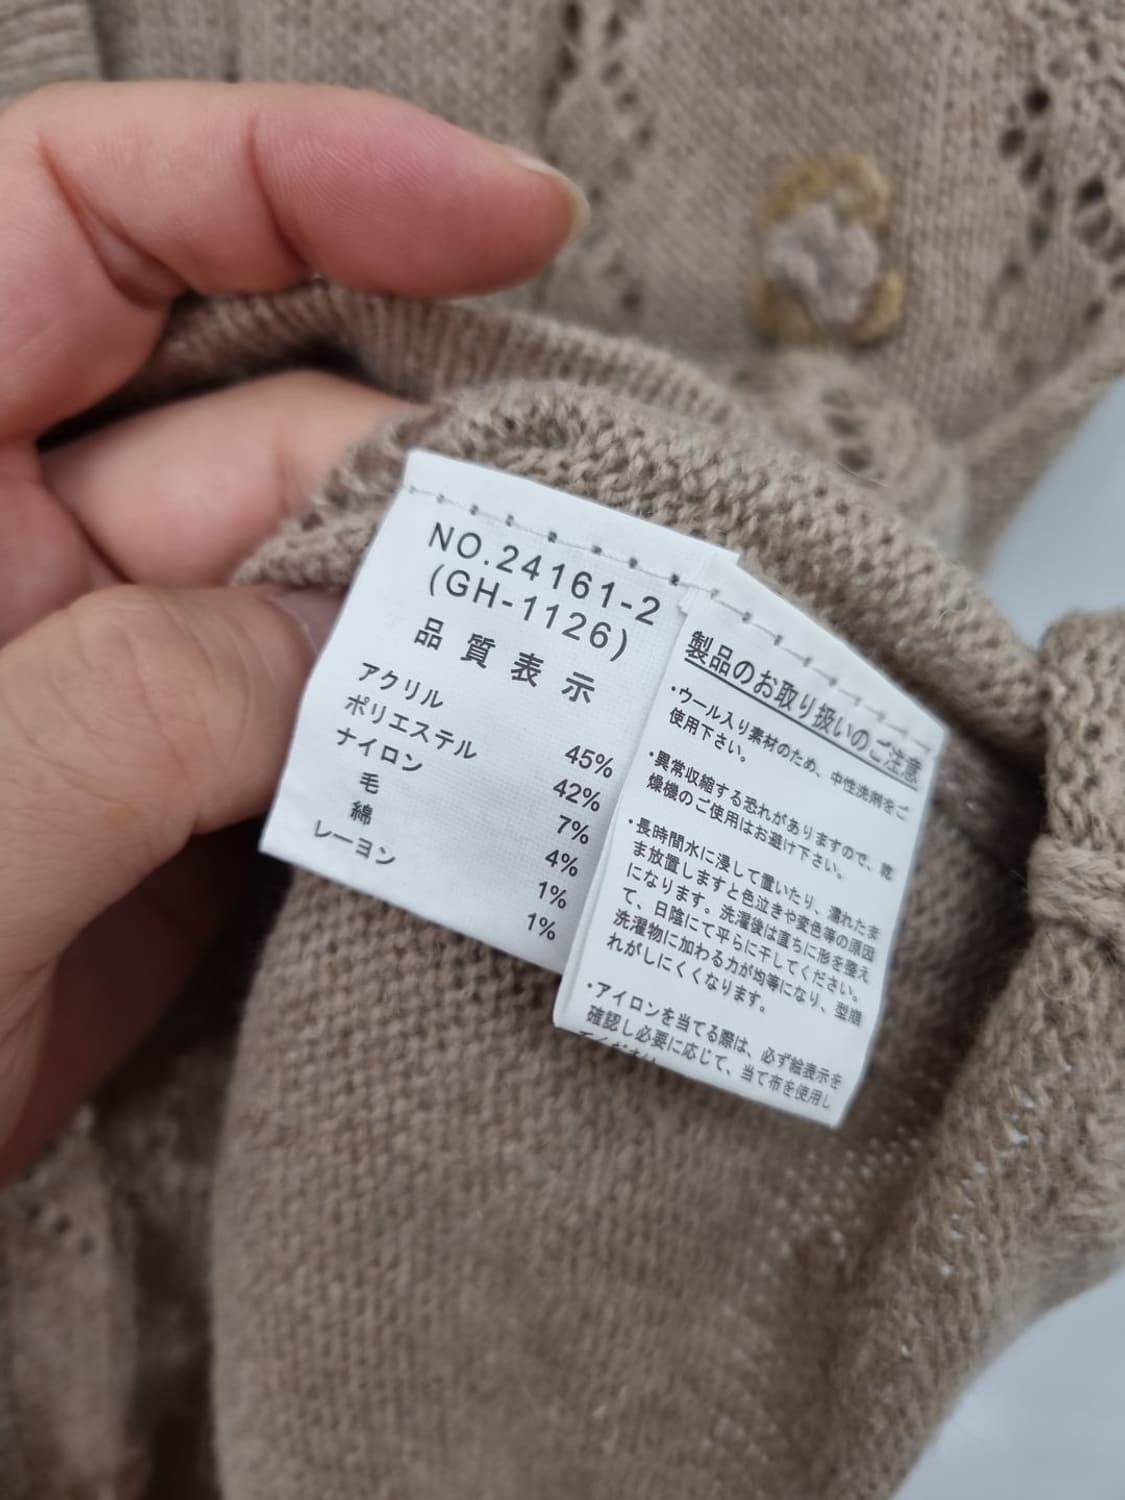 NO.24161-2
(GH-1126)
品質表示
アクリル 45%
ポリエステル 42%
ナイロン 7%
毛 4%
綿 1%
レーヨン 1%
製品のお取り扱いのご注意
・ウール入り素材のため、中性洗剤をご
使用下さい。
・異常収縮する恐れがありますので、乾
燥機のご使用はお避け下さい。
・長時間水に浸して置いたり、濡れたま
ま放置しますと色泣きや変色等の原因
になります。洗濯後は直ちに形を整え
て、日陰にて平らに干してください。
洗濯物に加わる力が均等になり、型崩
れがしにくくなります。
・アイロンを当てる際は、必ず絵表示を
確認し必要に応じて、当て布を使用し